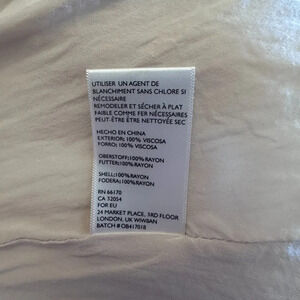 UTILISER UN AGENT DE
BLANCHIMENT SANS CHLORE SI
NÉCESSAIRE
REMODELER ET SÉCHER À PLAT
FAIBLE COMME FER NÉCESSAIRES
PEUT-ÊTRE ÊTRE NETTOYÉE SEC
HECHO EN CHINA
EXTERIOR: 100% VISCOSA
FORRO: 100% VISCOSA
OBERSTOFF:100%RAYON
FUTTER:100%RAYON
SHELL:100%RAYON
FODERA:100%RAYON
RN 66170
CA 32054
FOR EU
24 MARKET PLACE, 3RD FLOOR
LONDON, UK W1W8AN
BATCH #OB417018